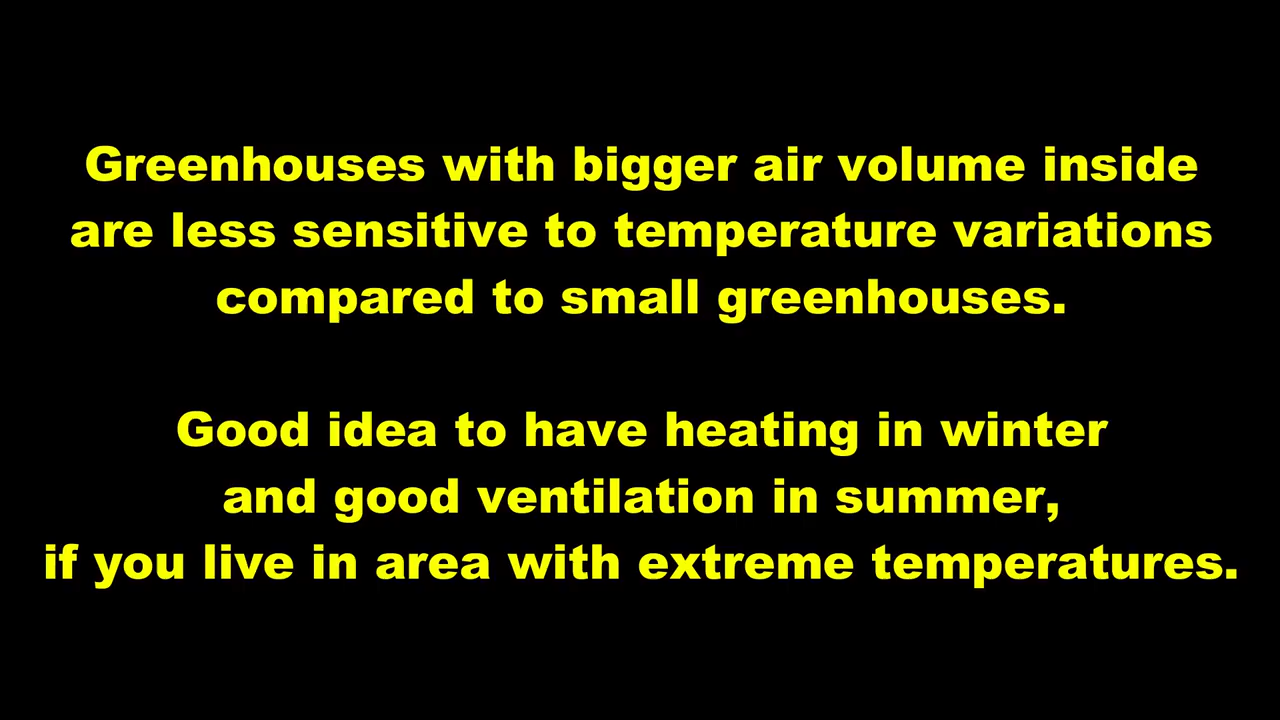 Greenhouses with bigger air volume inside
are less sensitive to temperature variations
compared to small greenhouses.
Good idea to have heating in winter
and good ventilation in summer,
if you live in area with extreme temperatures.